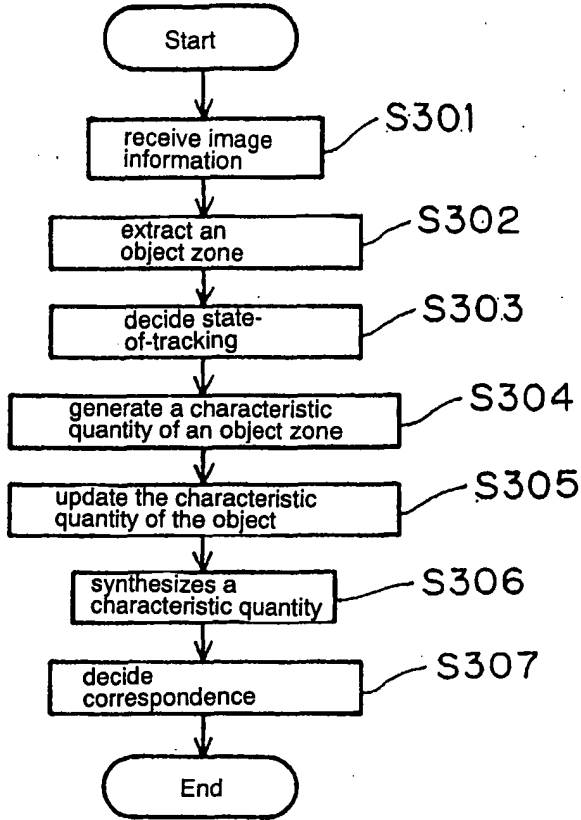 Start
receive image
information
S301
extract an
object zone
S302
decide state-
of-tracking
S303
generate a characteristic
quantity of an object zone
S304
update the characteristic
quantity of the object
S305
synthesizes a
characteristic quantity
S306
decide
correspondence
S307
End